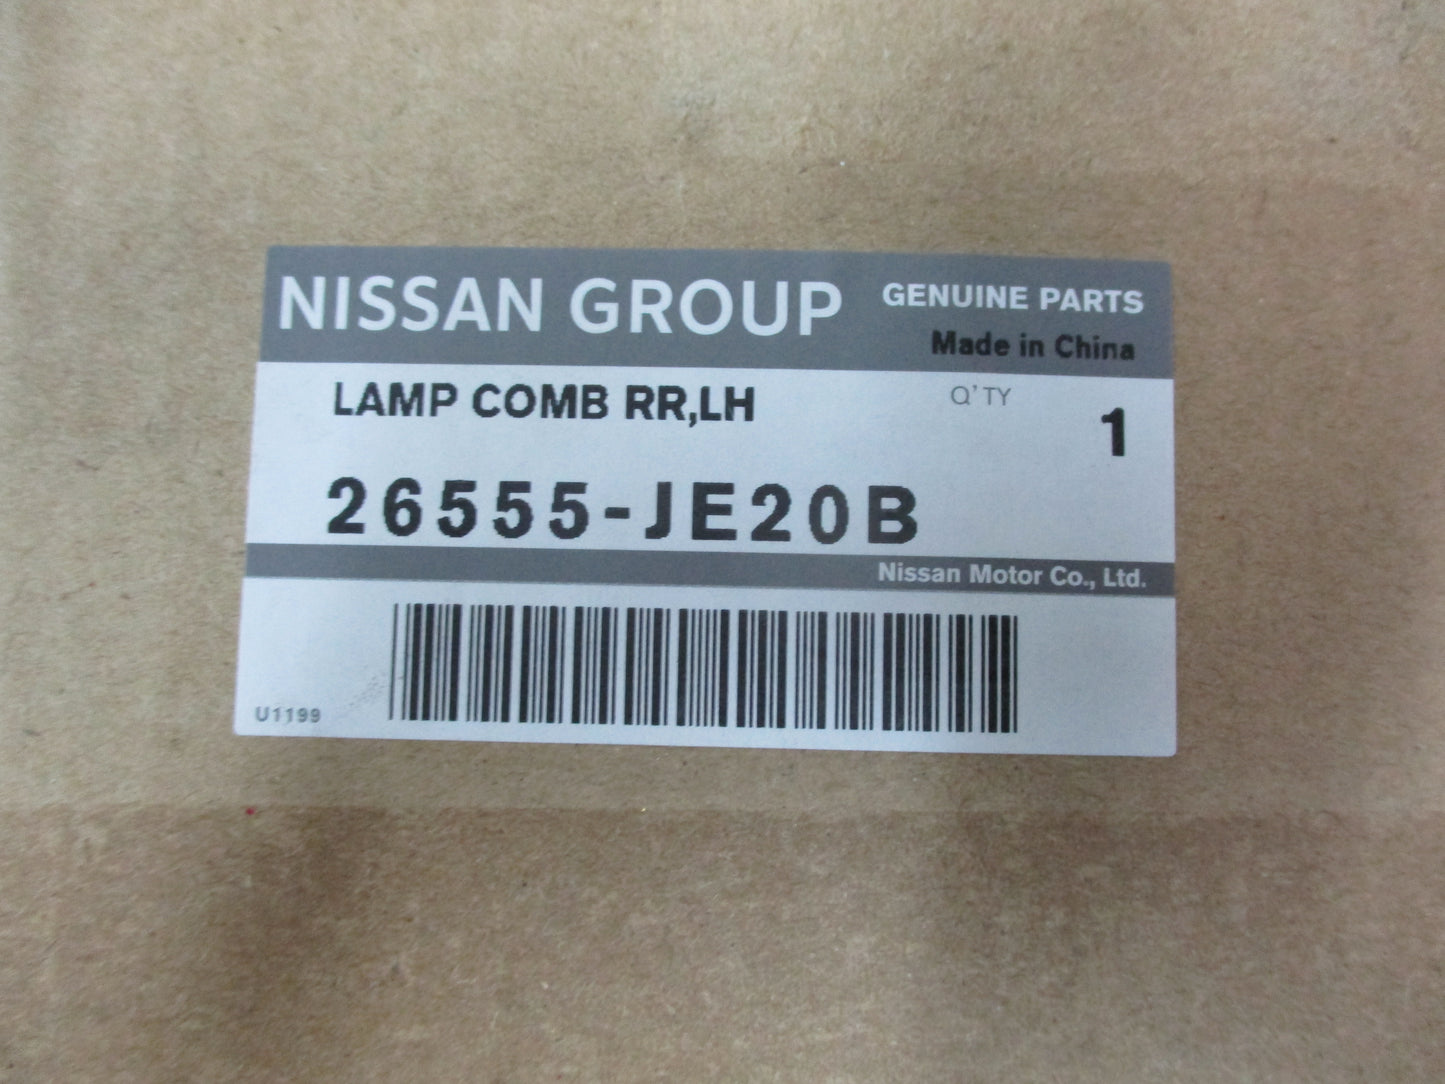 NISSAN GROUP GENUINE PARTS
Made in China
LAMP COMB RR,LH Q'TY 1
26555-JE20B
Nissan Motor Co., Ltd.
U1199